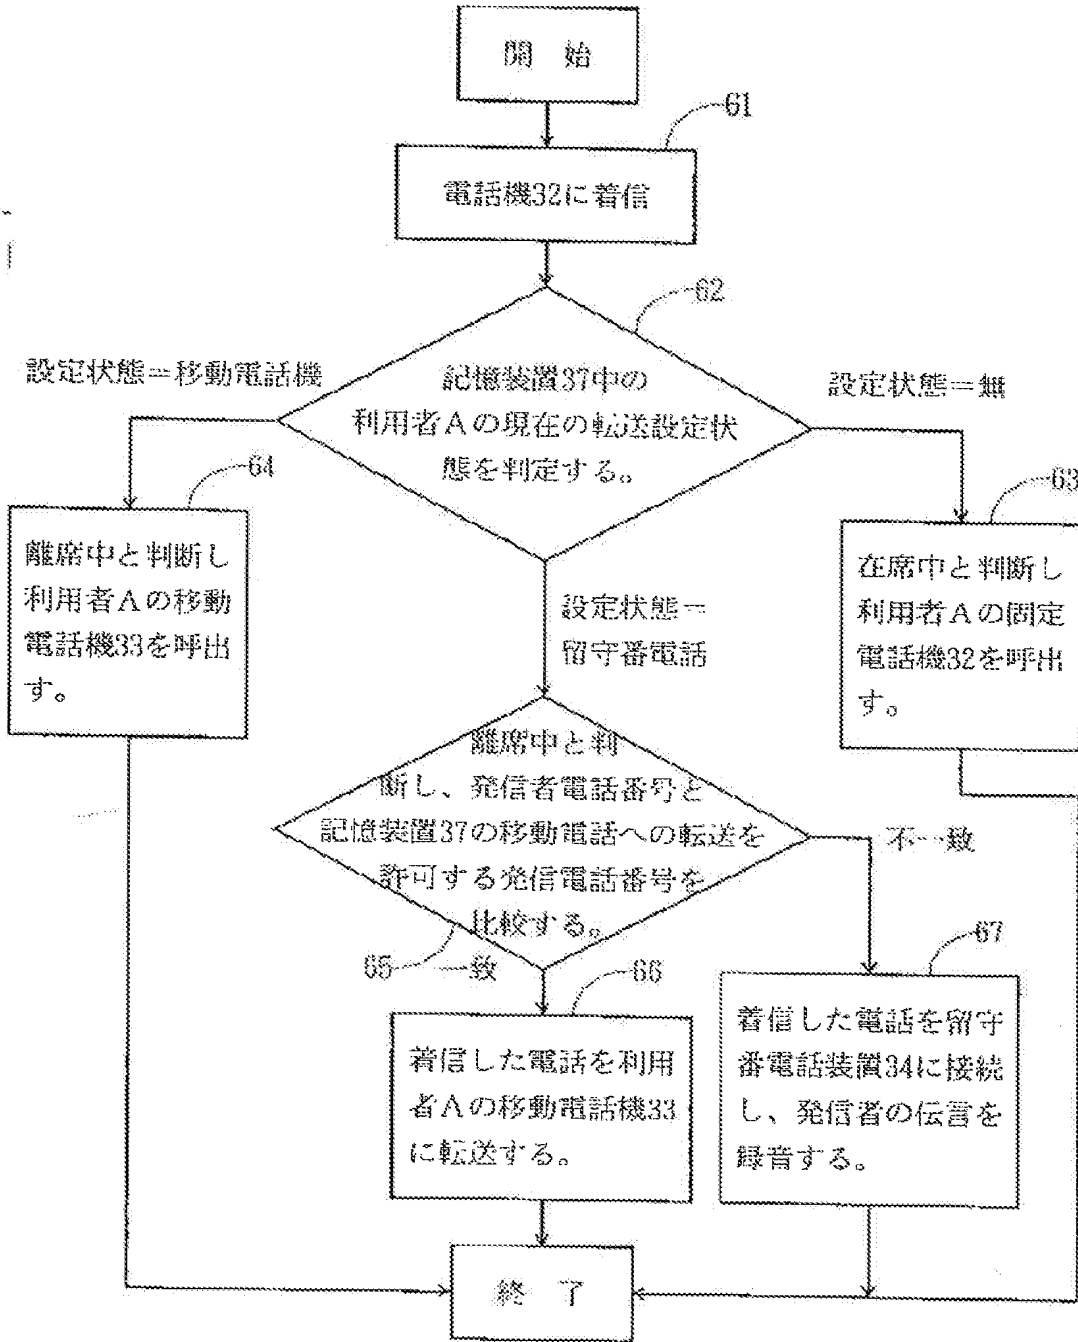 開 始
61
電話機32に着信
62
設定状態＝移動電話機
記憶装置37中の
利用者Aの現在の転送設定状
態を判定する。
設定状態＝無
64
離席中と判断し
利用者Aの移動
電話機33を呼出
す。
63
在席中と判断し
利用者Aの固定
電話機32を呼出
す。
設定状態＝
留守番電話
離席中と判
断し、発信者電話番号と
記憶装置37の移動電話への転送を
許可する発信電話番号を
比較する。
不一致
65
一致
66
着信した電話を利用
者Aの移動電話機33
に転送する。
67
着信した電話を留守
番電話装置34に接続
し、発信者の伝言を
録音する。
終 了